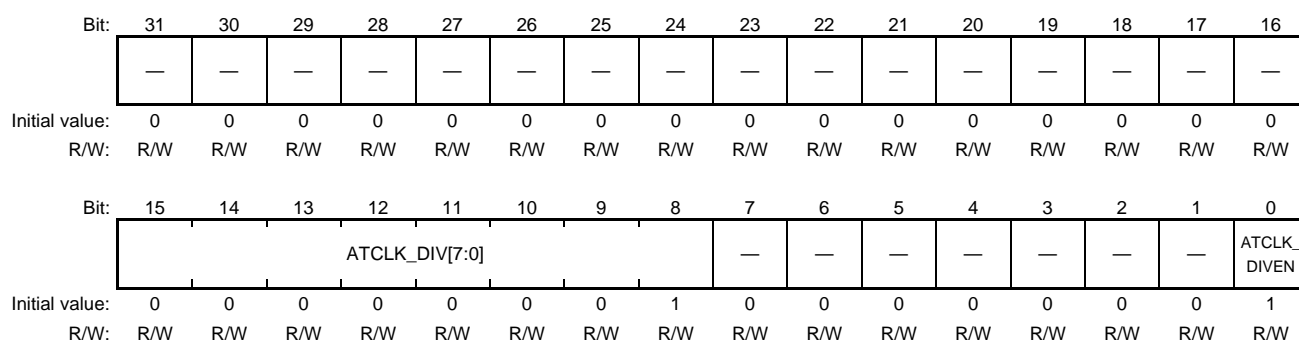 Bit: 31 30 29 28 27 26 25 24 23 22 21 20 19 18 17 16
— — — — — — — — — — — — — — — —
Initial value: 0 0 0 0 0 0 0 0 0 0 0 0 0 0 0 0
R/W: R/W R/W R/W R/W R/W R/W R/W R/W R/W R/W R/W R/W R/W R/W R/W R/W
Bit: 15 14 13 12 11 10 9 8 7 6 5 4 3 2 1 0
ATCLK_DIV[7:0] — — — — — — — ATCLK_
DIVEN
Initial value: 0 0 0 0 0 0 0 1 0 0 0 0 0 0 0 1
R/W: R/W R/W R/W R/W R/W R/W R/W R/W R/W R/W R/W R/W R/W R/W R/W R/W